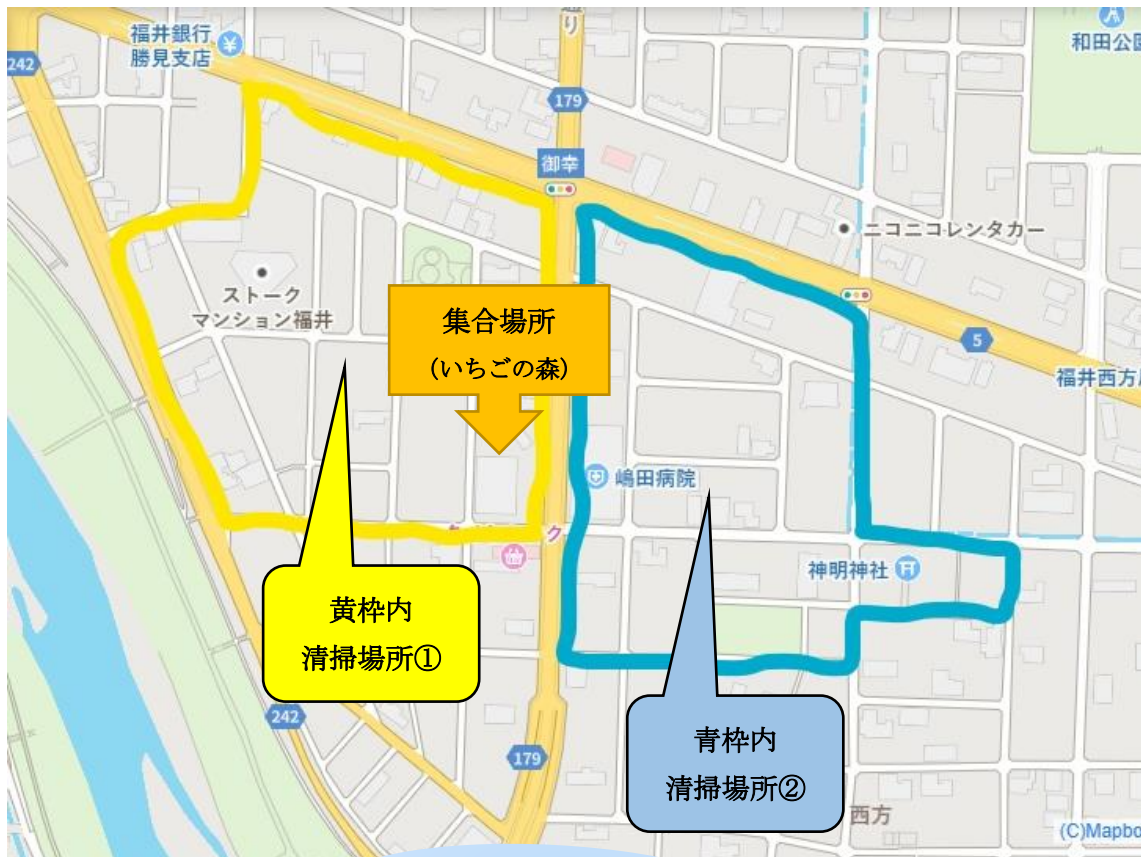 福井銀行
勝見支店
和田公園
242
通り
179
御幸
ニコニコレンタカー
ストーク
マンション福井
集合場所
(いちごの森)
5
福井西方
嶋田病院
ク
神明神社
黄枠内
清掃場所①
242
179
青枠内
清掃場所②
西方
(C)Mapbo